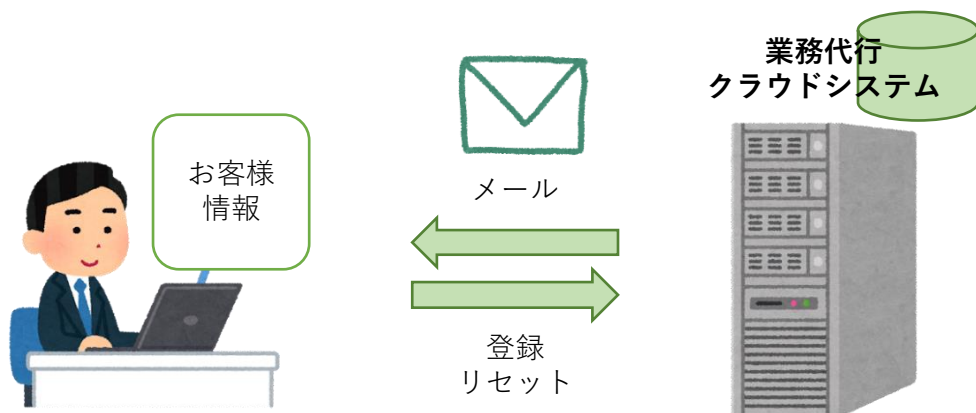 業務代行
クラウドシステム
お客様
情報
メール
登録
リセット